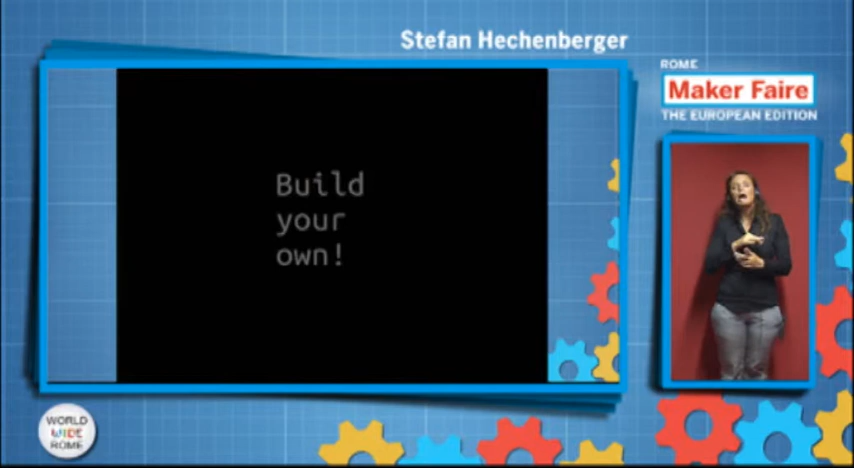 Stefan Hechenberger
ROME
Maker Faire
THE EUROPEAN EDITION
Build
your
own!
WORLD
WIDE
ROME